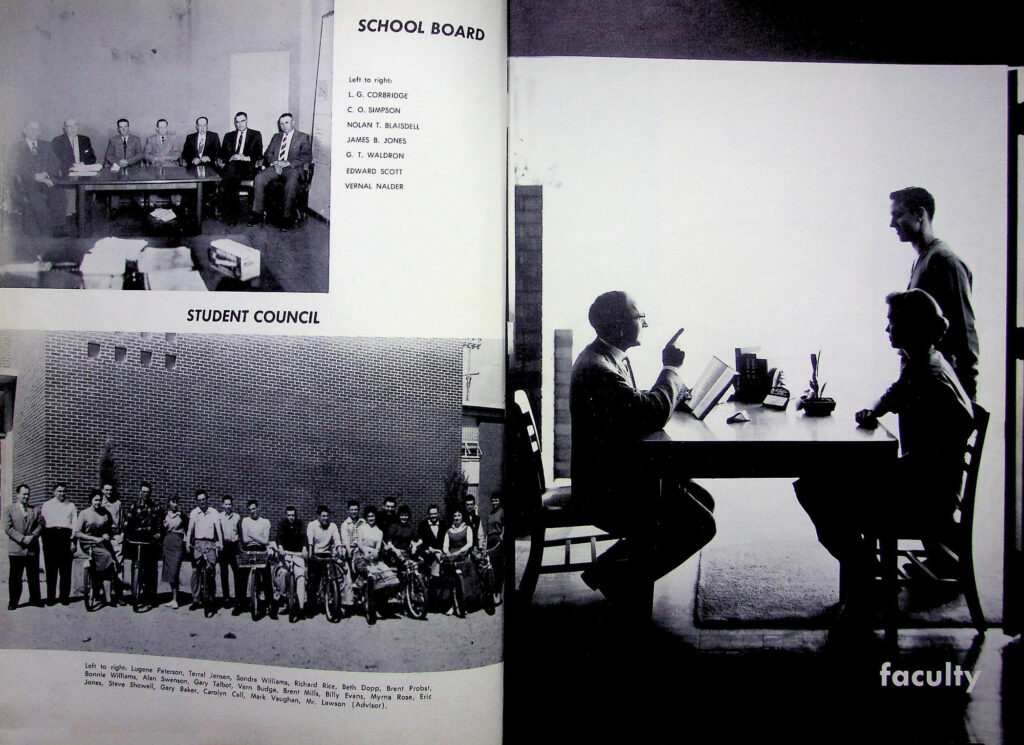 SCHOOL BOARD
Left to right:
L. G. CORBRIDGE
C. O. SIMPSON
NOLAN T. BLAISDELL
JAMES B. JONES
G. T. WALDRON
EDWARD SCOTT
VERNAL NALDER
STUDENT COUNCIL
Left to right: Lugene Peterson, Terral Jensen, Sondra Williams, Richard Rice, Beth Dopp, Brent Probst,
Bonnie Williams, Alan Swenson, Gary Talbot, Vern Budge, Brent Mills, Billy Evans, Myrna Rose, Eric
Jones, Steve Showell, Gary Baker, Carolyn Call, Mark Vaughan, Mr. Lawson (Advisor).
faculty